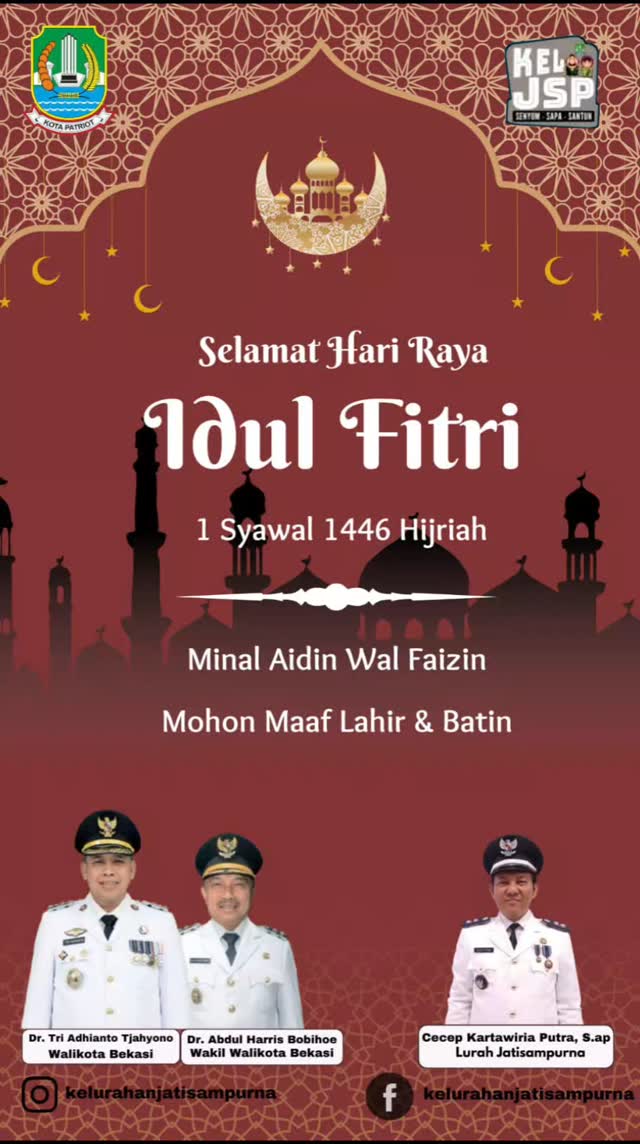 KOTA PATRIOT
KEL
JSP
SENYUM - SAPA - SANTUN
Selamat Hari Raya
Idul Fitri
1 Syawal 1446 Hijriah
Minal Aidin Wal Faizin
Mohon Maaf Lahir & Batin
Dr. Tri Adhianto Tjahyono
Walikota Bekasi
Dr. Abdul Harris Bobihoe
Wakil Walikota Bekasi
Cecep Kartawiria Putra, S.ap
Lurah Jatisampurna
kelurahanjatisampurna
kelurahanjatisampurna